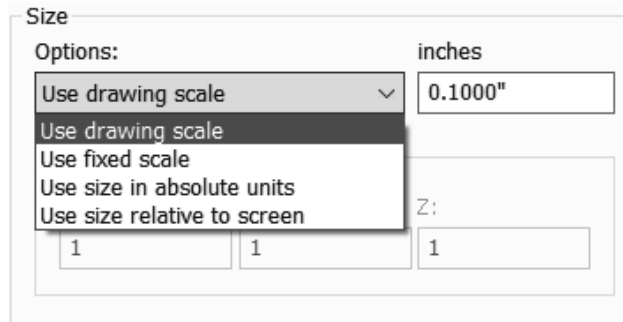 Size
Options: inches
Use drawing scale 0.1000"
Use drawing scale
Use fixed scale
Use size in absolute units
Use size relative to screen
Z:
1 1 1